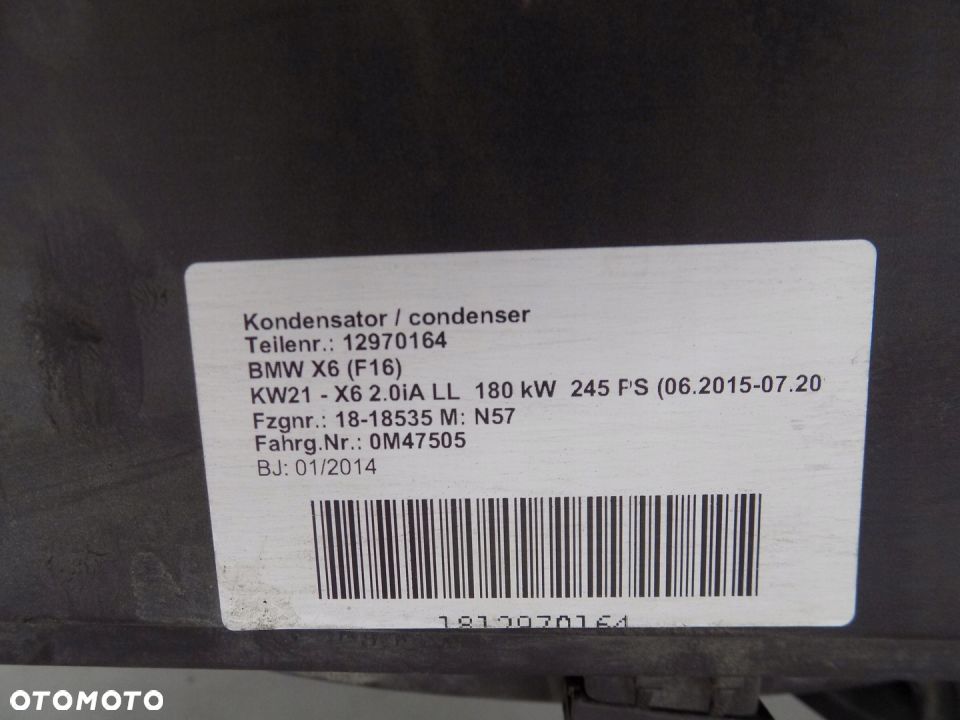 Kondensator / condenser
Teilenr.: 12970164
BMW X6 (F16)
KW21 - X6 2.0iA LL 180 kW 245 PS (06.2015-07.20
Fzgnr.: 18-18535 M: N57
Fahrg.Nr.: 0M47505
BJ: 01/2014
1812970164
OTOMOTO